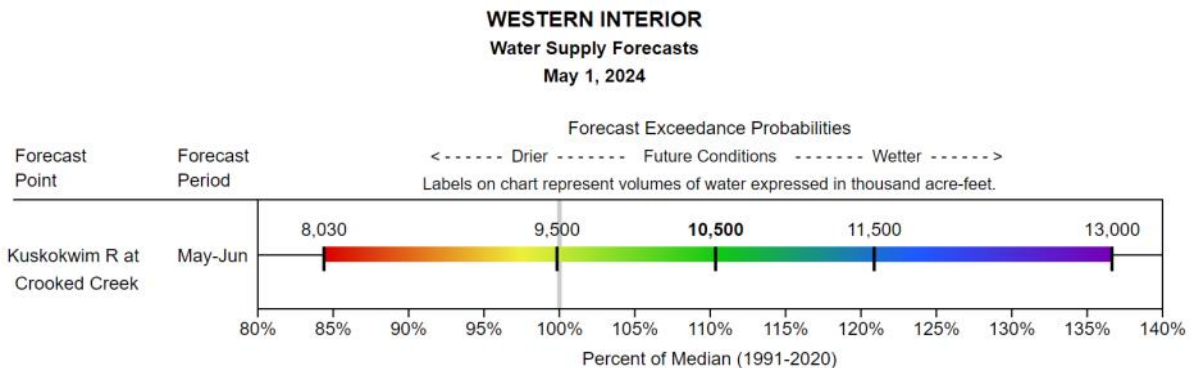 WESTERN INTERIOR
Water Supply Forecasts
May 1, 2024
Forecast Exceedance Probabilities
Forecast Point
Forecast Period
<------ Drier ------ Future Conditions ------ Wetter ------>
Labels on chart represent volumes of water expressed in thousand acre-feet.
8,030 9,500 10,500 11,500 13,000
Kuskokwim R at
Crooked Creek
May-Jun
80% 85% 90% 95% 100% 105% 110% 115% 120% 125% 130% 135% 140%
Percent of Median (1991-2020)